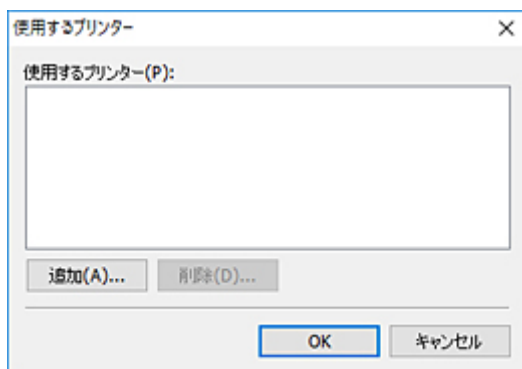 使用するプリンター
使用するプリンター(P):
追加(A)...
削除(D)...
OK
キャンセル